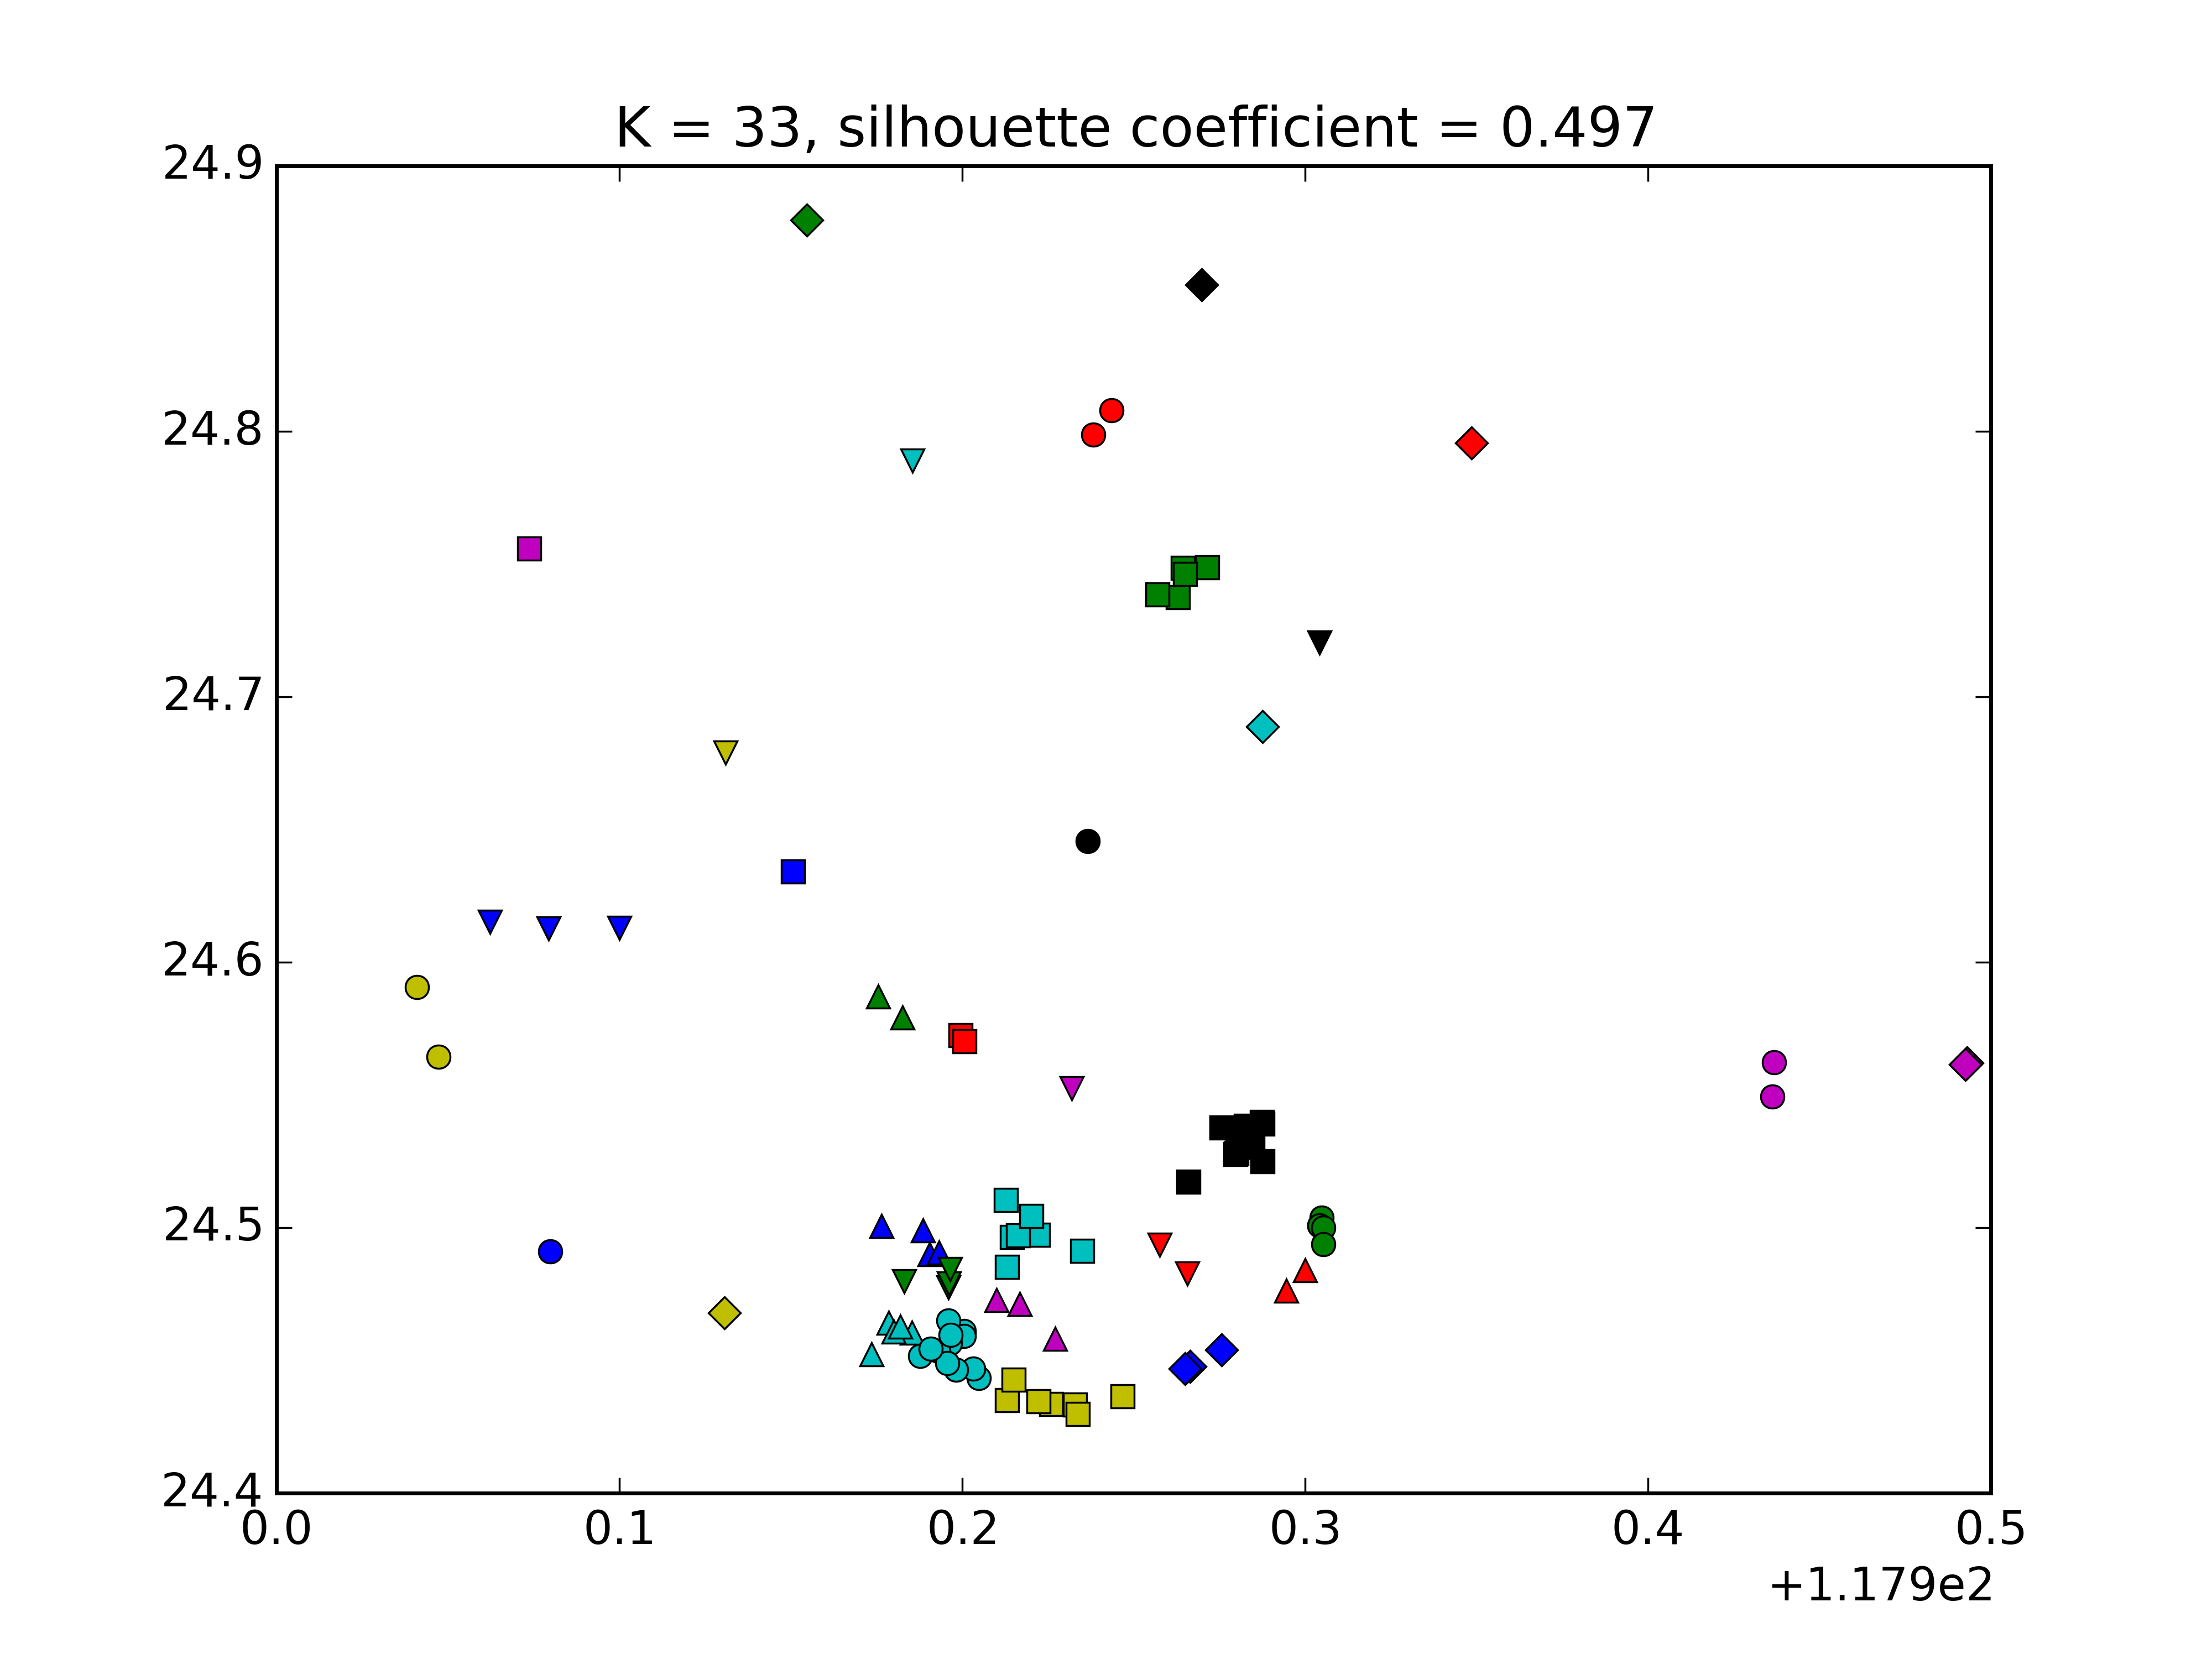 K = 33, silhouette coefficient = 0.497
24.9
24.8
24.7
24.6
24.5
24.4
0.0 0.1 0.2 0.3 0.4 0.5
+1.179e2